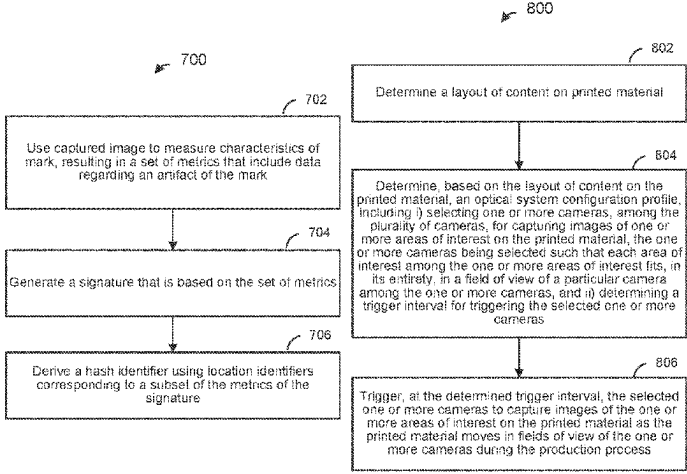 700
702
Use captured image to measure characteristics of
mark, resulting in a set of metrics that include data
regarding an artifact of the mark
704
Generate a signature that is based on the set of metrics
706
Derive a hash identifier using location identifiers
corresponding to a subset of the metrics of the
signature
800
802
Determine a layout of content on printed material
804
Determine, based on the layout of content on the
printed material, an optical system configuration profile,
including i) selecting one or more cameras, among the
plurality of cameras, for capturing images of one or
more areas of interest on the printed material, the one
or more cameras being selected such that each area of
interest among the one or more areas of interest fits, in
its entirety, in a field of view of a particular camera
among the one or more cameras, and ii) determining a
trigger interval for triggering the selected one or more
cameras
806
Trigger, at the determined trigger interval, the selected
one or more cameras to capture images of the one or
more areas of interest on the printed material as the
printed material moves in fields of view of the one or
more cameras during the production process